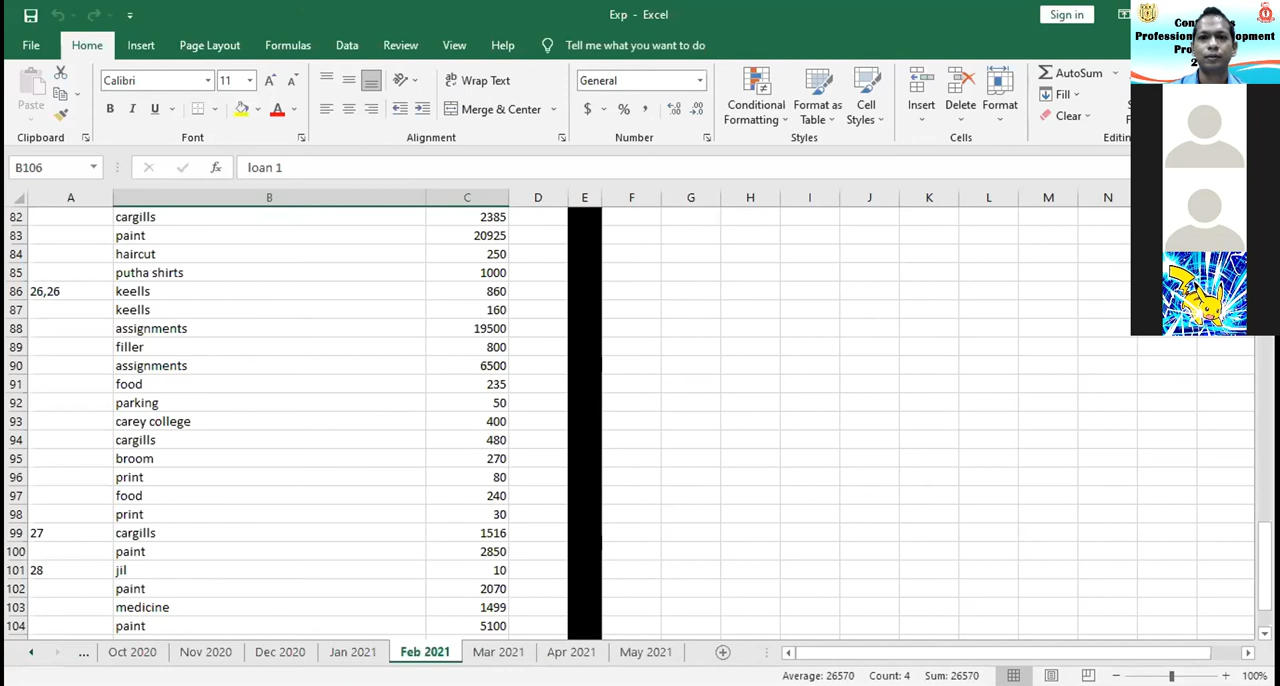 Exp - Excel
Sign in
File Home Insert Page Layout Formulas Data Review View Help Tell me what you want to do
Paste
Calibri 11
B I U
Wrap Text
Merge & Center
General
$ % ,
Conditional Formatting
Format as Table
Cell Styles
Insert
Delete
Format
AutoSum
Fill
Clear
Clipboard Font Alignment Number Styles Cells
B106 fx loan 1
A B C D E F G H I J K L M N
82 cargills 2385
83 paint 20925
84 haircut 250
85 putha shirts 1000
86 26,26 keells 860
87 keells 160
88 assignments 19500
89 filler 800
90 assignments 6500
91 food 235
92 parking 50
93 carey college 400
94 cargills 480
95 broom 270
96 print 80
97 food 240
98 print 30
99 27 cargills 1516
100 paint 2850
101 28 jil 10
102 paint 2070
103 medicine 1499
104 paint 5100
... Oct 2020 Nov 2020 Dec 2020 Jan 2021 Feb 2021 Mar 2021 Apr 2021 May 2021
Average: 26570 Count: 4 Sum: 26570 100%